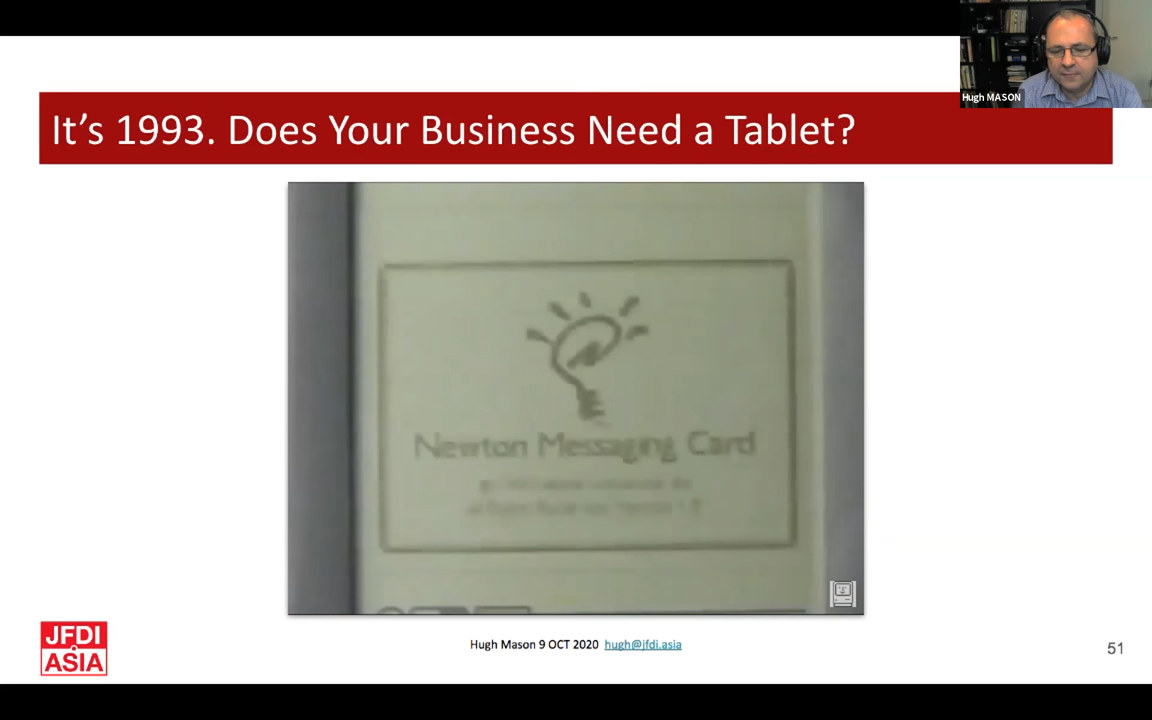 Hugh MASON
It’s 1993. Does Your Business Need a Tablet?
Newton Messaging Card
JFDI
ASIA
Hugh Mason 9 OCT 2020 hugh@jfdi.asia
51